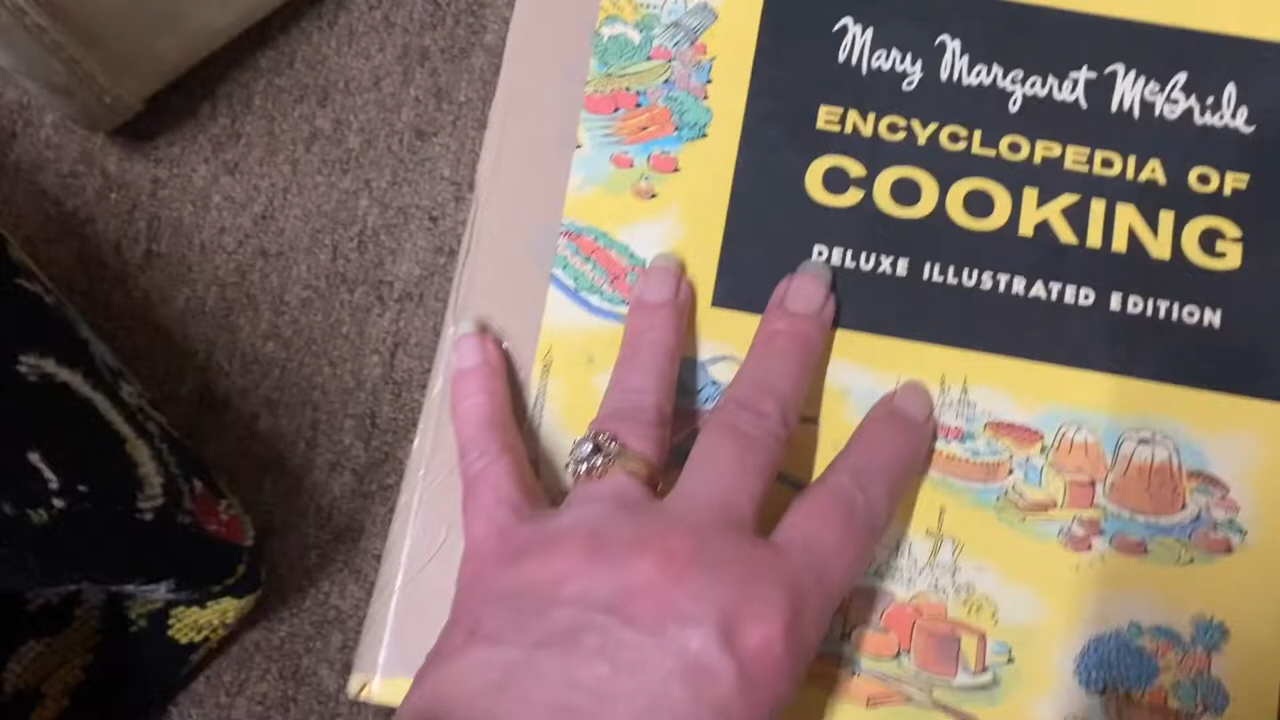 Mary Margaret McBride
ENCYCLOPEDIA OF
COOKING
DELUXE ILLUSTRATED EDITION